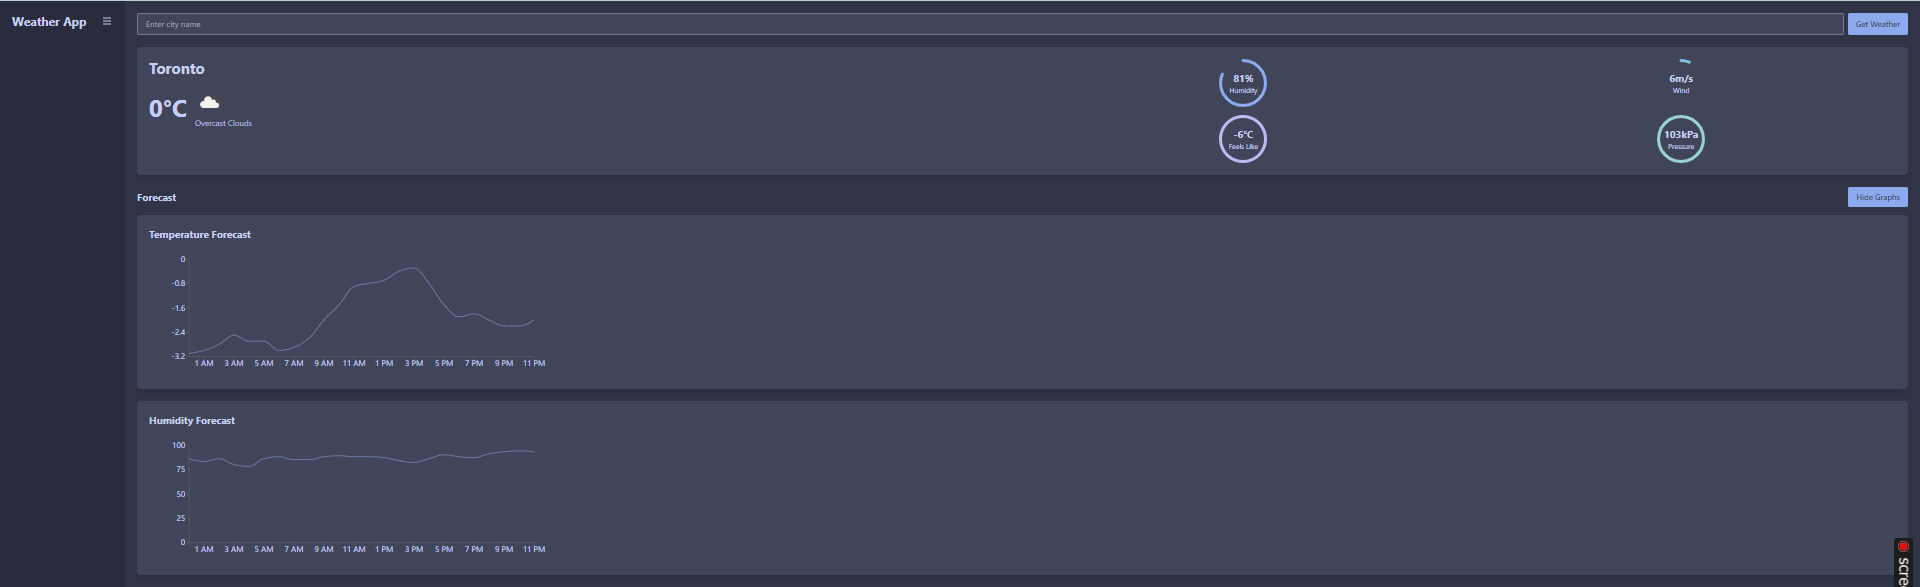 Weather App
Enter city name
Get Weather
Toronto
0°C
Overcast Clouds
81%
Humidity
6m/s
Wind
-6°C
Feels Like
103kPa
Pressure
Forecast
Hide Graphs
Temperature Forecast
0
-0.8
-1.6
-2.4
-3.2
1 AM 3 AM 5 AM 7 AM 9 AM 11 AM 1 PM 3 PM 5 PM 7 PM 9 PM 11 PM
Humidity Forecast
100
75
50
25
0
1 AM 3 AM 5 AM 7 AM 9 AM 11 AM 1 PM 3 PM 5 PM 7 PM 9 PM 11 PM
scre